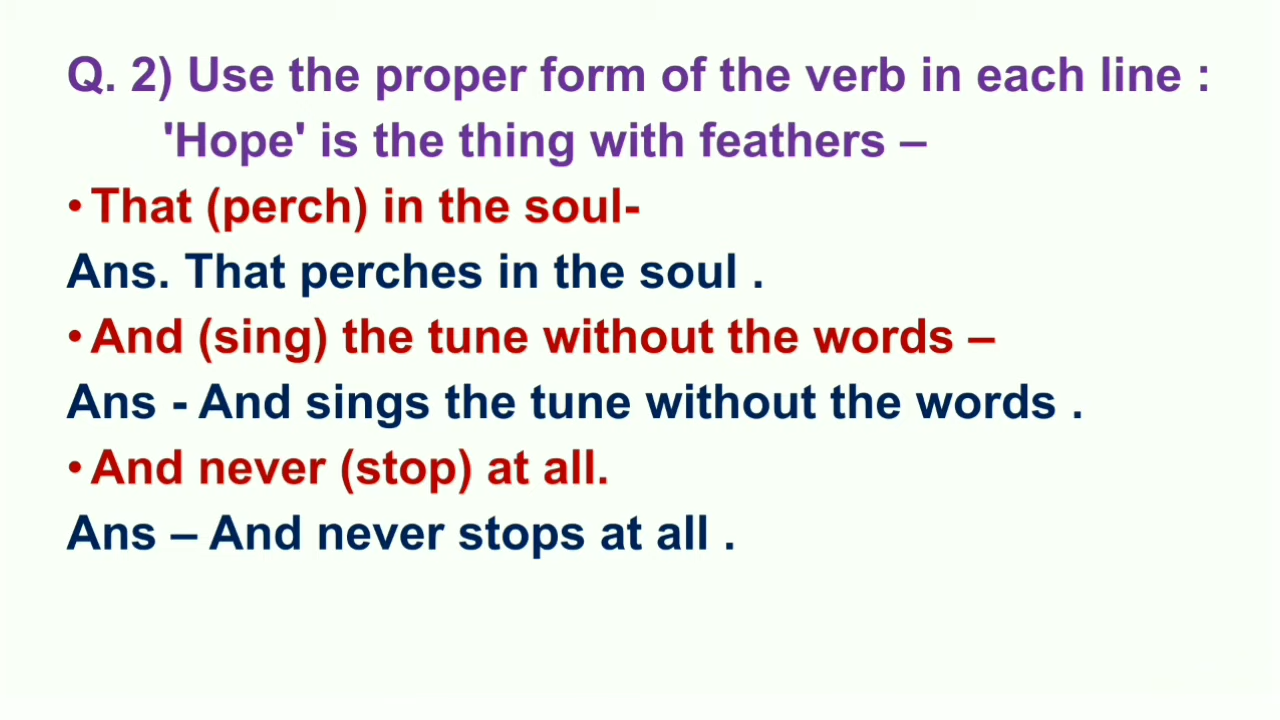 Q. 2) Use the proper form of the verb in each line :
'Hope' is the thing with feathers –
• That (perch) in the soul-
Ans. That perches in the soul .
• And (sing) the tune without the words –
Ans - And sings the tune without the words .
• And never (stop) at all.
Ans – And never stops at all .